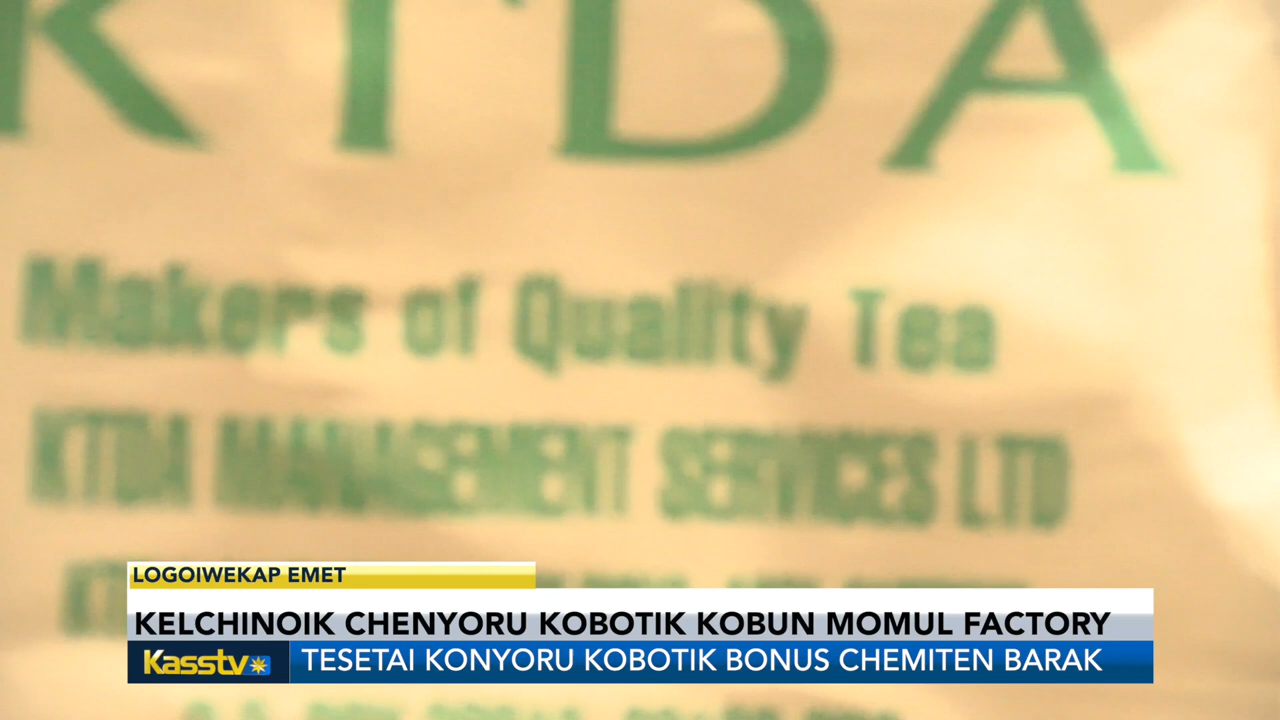 KTDA
Makers of Quality Tea
KTDA MANAGEMENT SERVICES LTD
LOGOIWEKAP EMET
KELCHINOIK CHENYORU KOBOTIK KOBUN MOMUL FACTORY
Kasstv
TESETAI KONYORU KOBOTIK BONUS CHEMITEN BARAK